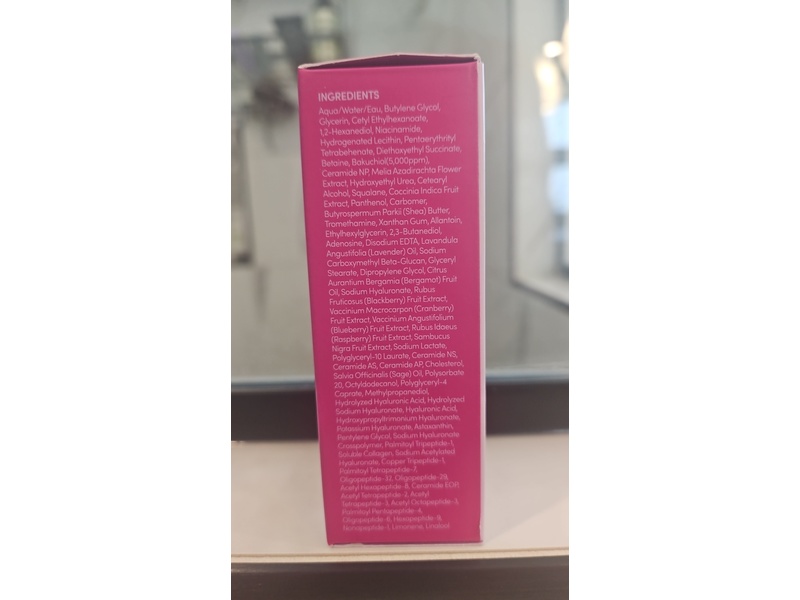 INGREDIENTS
Aqua/Water/Eau, Butylene Glycol,
Glycerin, Cetyl Ethylhexanoate,
1,2-Hexanediol, Niacinamide,
Hydrogenated Lecithin, Pentaerythrityl
Tetrabehenate, Diethoxyethyl Succinate,
Betaine, Bakuchiol(5,000ppm),
Ceramide NP, Melia Azadirachta Flower
Extract, Hydroxyethyl Urea, Cetearyl
Alcohol, Squalane, Coccinia Indica Fruit
Extract, Panthenol, Carbomer,
Butyrospermum Parkii (Shea) Butter,
Tromethamine, Xanthan Gum, Allantoin,
Ethylhexylglycerin, 2,3-Butanediol,
Adenosine, Disodium EDTA, Lavandula
Angustifolia (Lavender) Oil, Sodium
Carboxymethyl Beta-Glucan, Glyceryl
Stearate, Dipropylene Glycol, Citrus
Aurantium Bergamia (Bergamot) Fruit
Oil, Sodium Hyaluronate, Rubus
Fruticosus (Blackberry) Fruit Extract,
Vaccinium Macrocarpon (Cranberry)
Fruit Extract, Vaccinium Angustifolium
(Blueberry) Fruit Extract, Rubus Idaeus
(Raspberry) Fruit Extract, Sambucus
Nigra Fruit Extract, Sodium Lactate,
Polyglyceryl-10 Laurate, Ceramide NS,
Ceramide AS, Ceramide AP, Cholesterol,
Salvia Officinalis (Sage) Oil, Polysorbate
20, Octyldodecanol, Polyglyceryl-4
Caprate, Methylpropanediol,
Hydrolyzed Hyaluronic Acid, Hydrolyzed
Sodium Hyaluronate, Hyaluronic Acid,
Hydroxypropyltrimonium Hyaluronate,
Potassium Hyaluronate, Astaxanthin,
Pentylene Glycol, Sodium Hyaluronate
Crosspolymer, Palmitoyl Tripeptide-1,
Soluble Collagen, Sodium Acetylated
Hyaluronate, Copper Tripeptide-1,
Palmitoyl Tetrapeptide-7,
Oligopeptide-32, Oligopeptide-29,
Acetyl Hexapeptide-8, Ceramide EOP,
Acetyl Tetrapeptide-2, Acetyl
Tetrapeptide-3, Acetyl Octapeptide-3,
Palmitoyl Pentapeptide-4,
Oligopeptide-6, Hexapeptide-9,
Nonapeptide-1, Limonene, Linalool